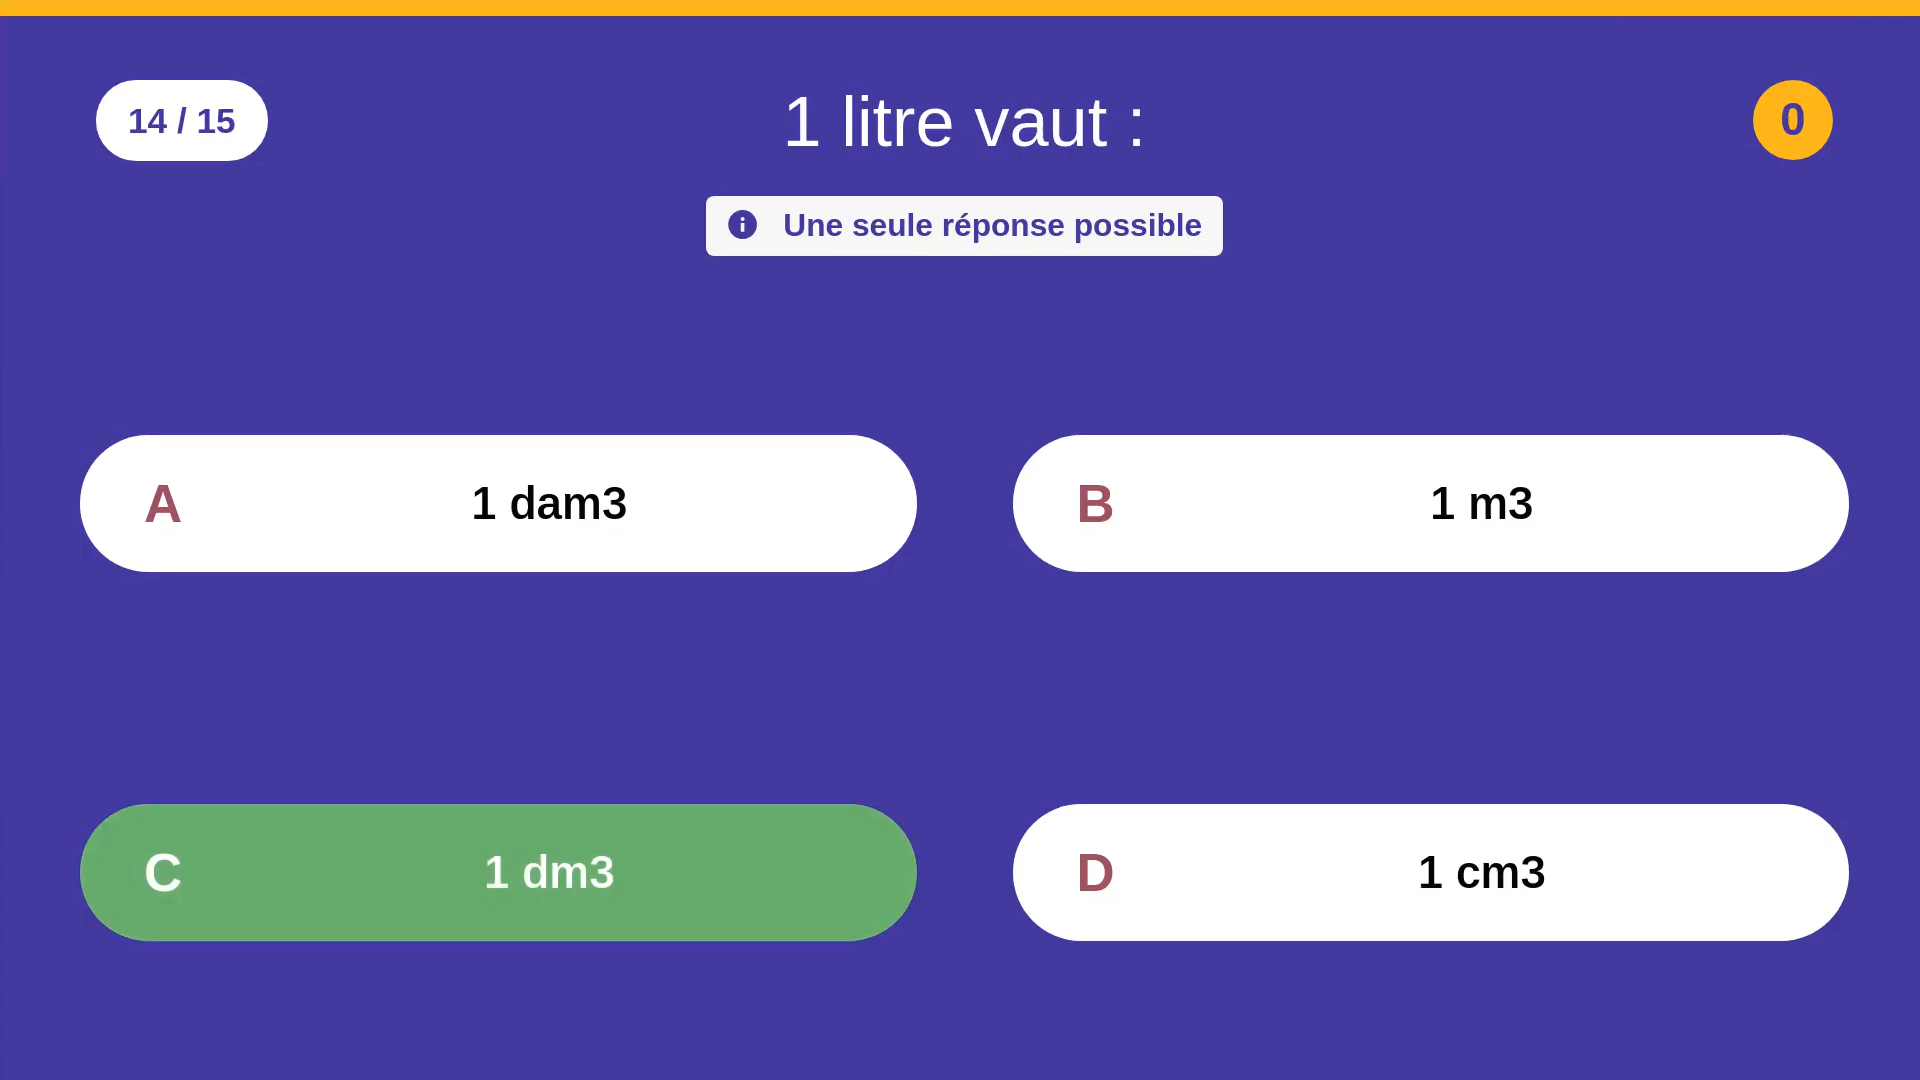 14 / 15
1 litre vaut :
0
Une seule réponse possible
A
1 dam3
B
1 m3
C
1 dm3
D
1 cm3